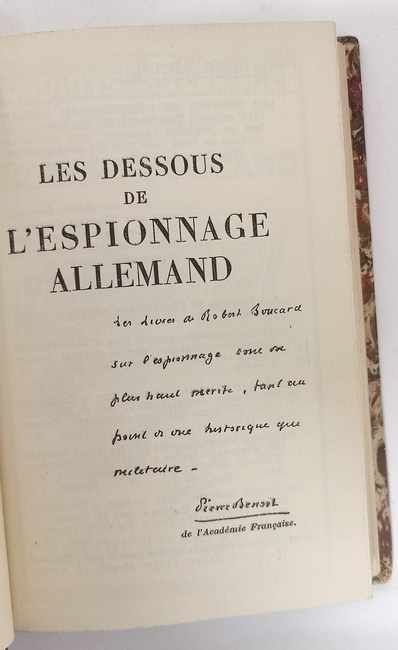 LES DESSOUS
DE
L'ESPIONNAGE
ALLEMAND
Les livres de Robert Boucard
sur l'espionnage sont du
plus haut mérite, tant au
point de vue historique que
militaire -
Pierre Benoit
de l'Académie Française.